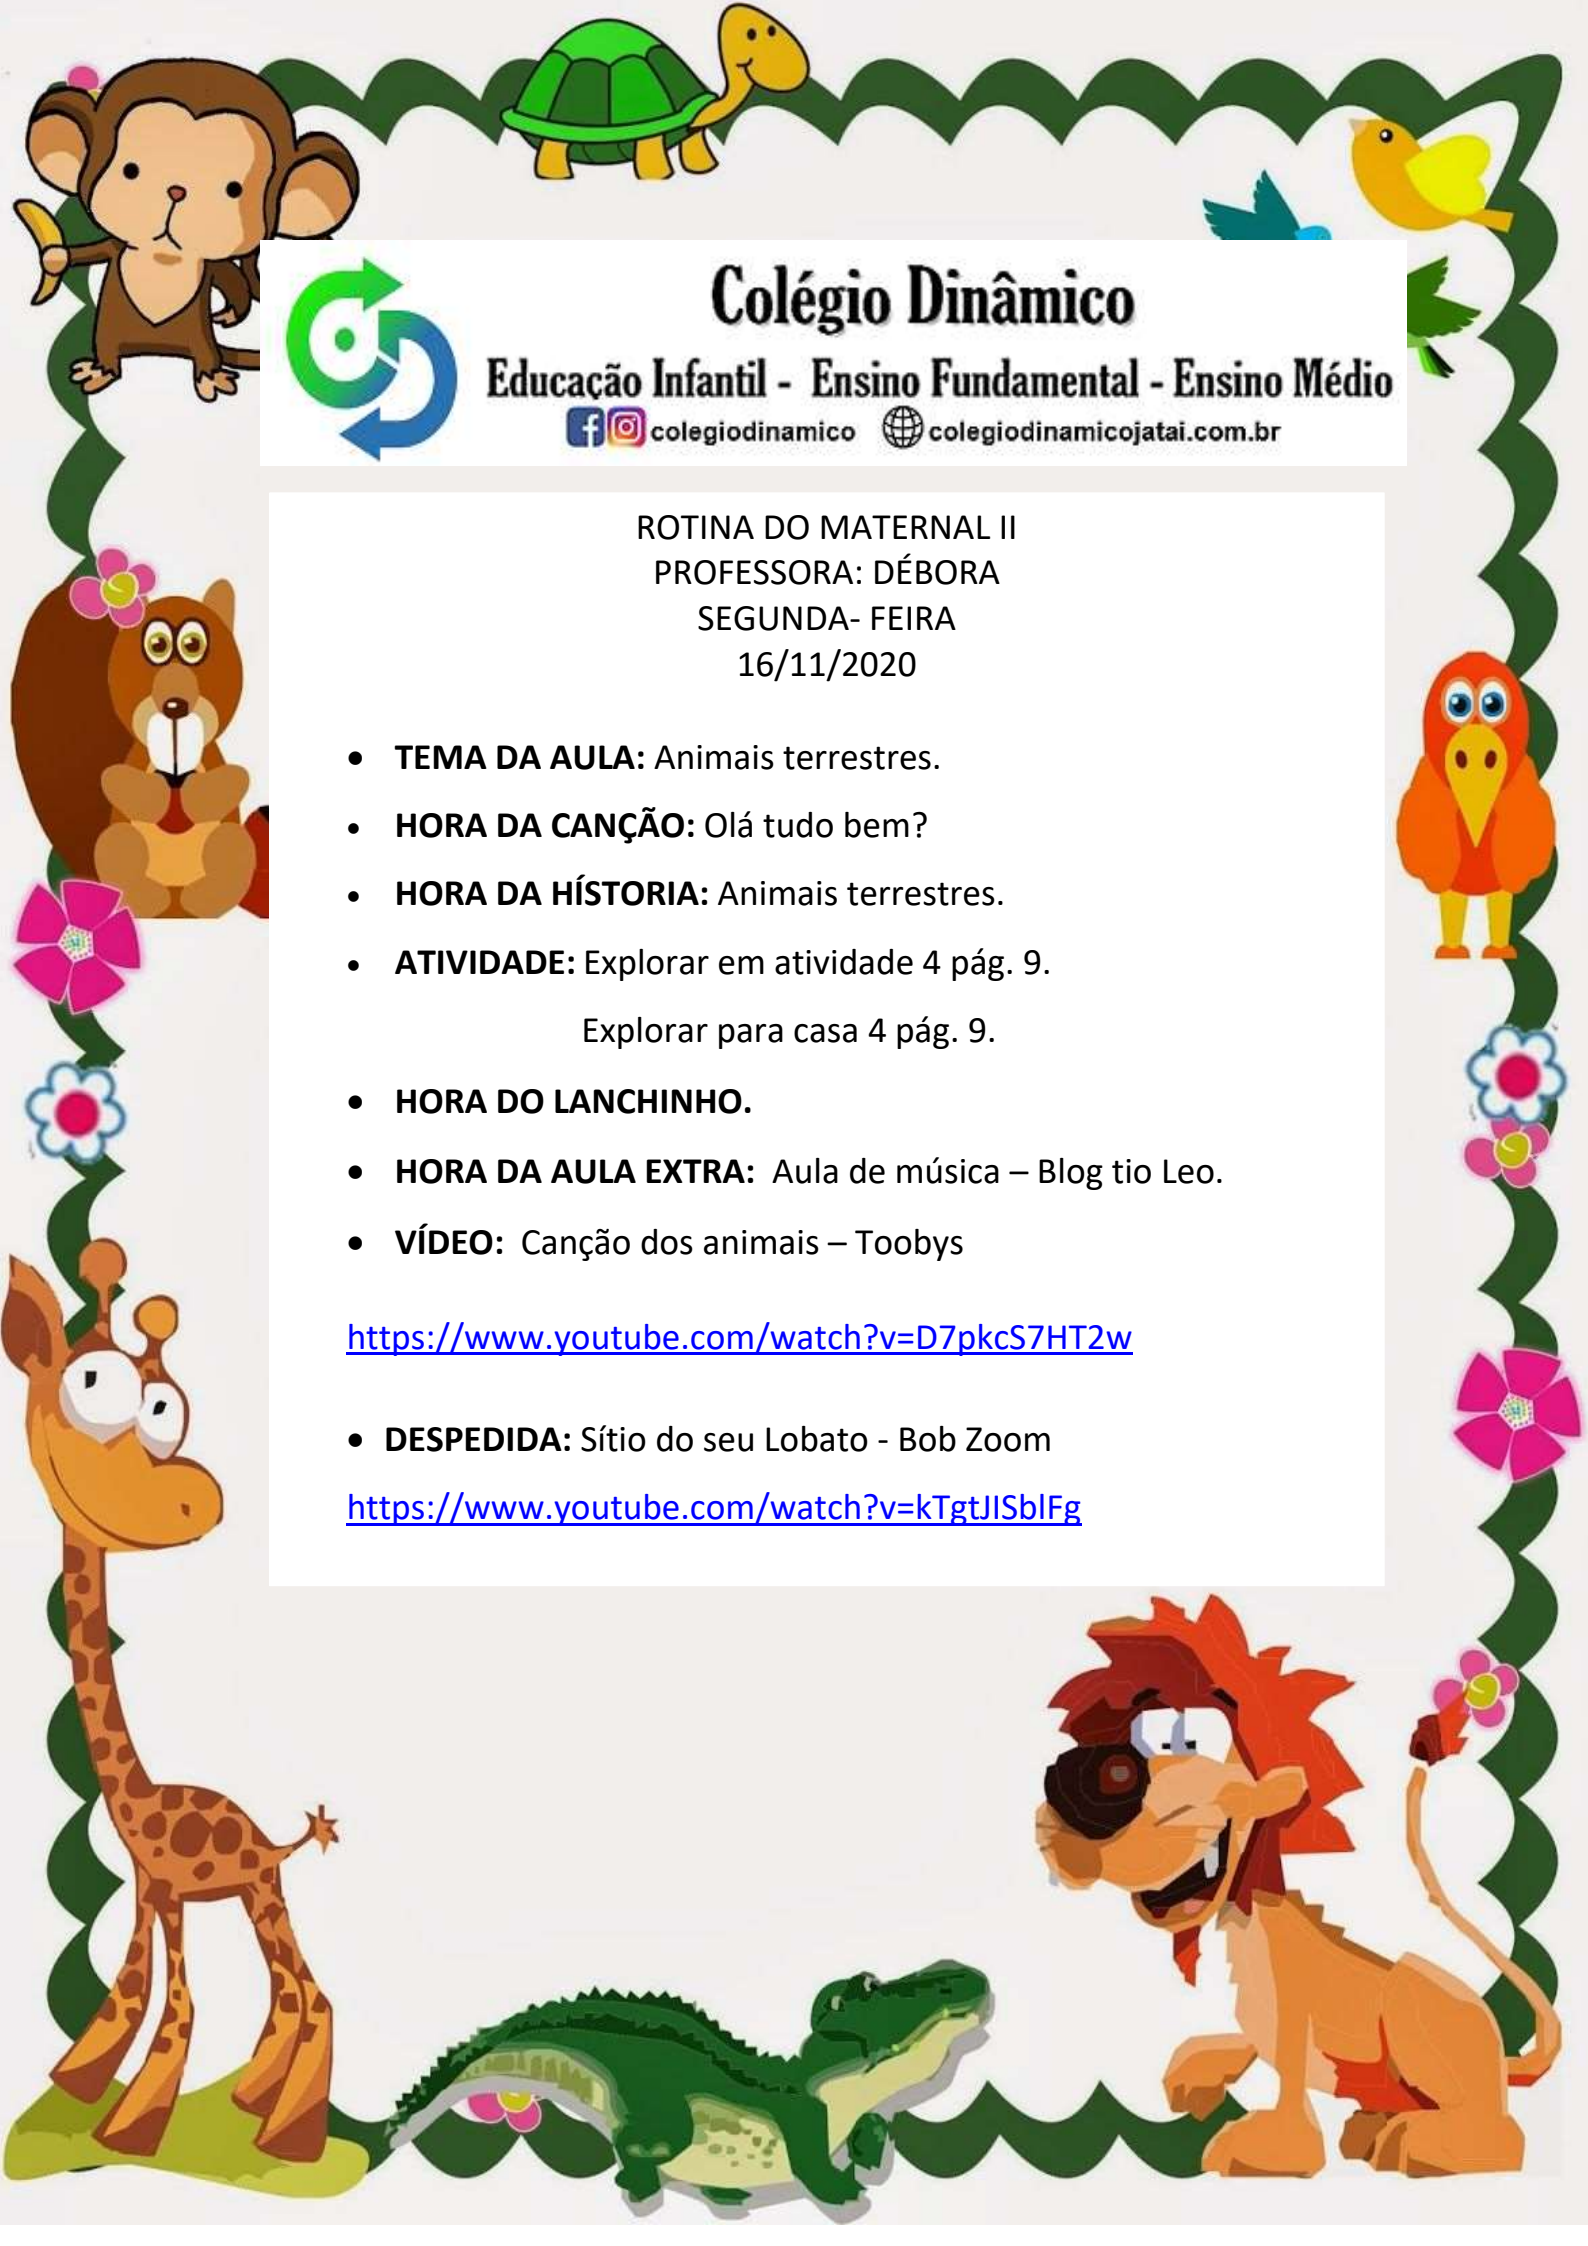 Colégio Dinâmico
Educação Infantil - Ensino Fundamental - Ensino Médio
colegiodinamico colegiodinamicojatai.com.br
ROTINA DO MATERNAL II
PROFESSORA: DÉBORA
SEGUNDA- FEIRA
16/11/2020
• TEMA DA AULA: Animais terrestres.
• HORA DA CANÇÃO: Olá tudo bem?
• HORA DA HÍSTORIA: Animais terrestres.
• ATIVIDADE: Explorar em atividade 4 pág. 9.
Explorar para casa 4 pág. 9.
• HORA DO LANCHINHO.
• HORA DA AULA EXTRA: Aula de música – Blog tio Leo.
• VÍDEO: Canção dos animais – Toobys
https://www.youtube.com/watch?v=D7pkcS7HT2w
• DESPEDIDA: Sítio do seu Lobato - Bob Zoom
https://www.youtube.com/watch?v=kTgtJISblFg